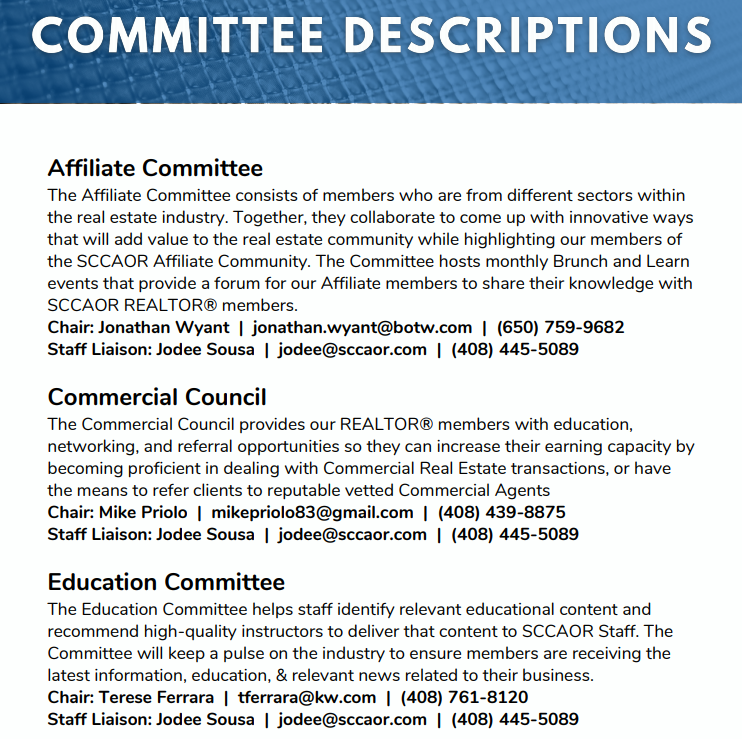 COMMITTEE DESCRIPTIONS
Affiliate Committee
The Affiliate Committee consists of members who are from different sectors within
the real estate industry. Together, they collaborate to come up with innovative ways
that will add value to the real estate community while highlighting our members of
the SCCAOR Affiliate Community. The Committee hosts monthly Brunch and Learn
events that provide a forum for our Affiliate members to share their knowledge with
SCCAOR REALTOR® members.
Chair: Jonathan Wyant | jonathan.wyant@botw.com | (650) 759-9682
Staff Liaison: Jodee Sousa | jodee@sccaor.com | (408) 445-5089
Commercial Council
The Commercial Council provides our REALTOR® members with education,
networking, and referral opportunities so they can increase their earning capacity by
becoming proficient in dealing with Commercial Real Estate transactions, or have
the means to refer clients to reputable vetted Commercial Agents
Chair: Mike Priolo | mikepriolo83@gmail.com | (408) 439-8875
Staff Liaison: Jodee Sousa | jodee@sccaor.com | (408) 445-5089
Education Committee
The Education Committee helps staff identify relevant educational content and
recommend high-quality instructors to deliver that content to SCCAOR Staff. The
Committee will keep a pulse on the industry to ensure members are receiving the
latest information, education, & relevant news related to their business.
Chair: Terese Ferrara | tferrara@kw.com | (408) 761-8120
Staff Liaison: Jodee Sousa | jodee@sccaor.com | (408) 445-5089